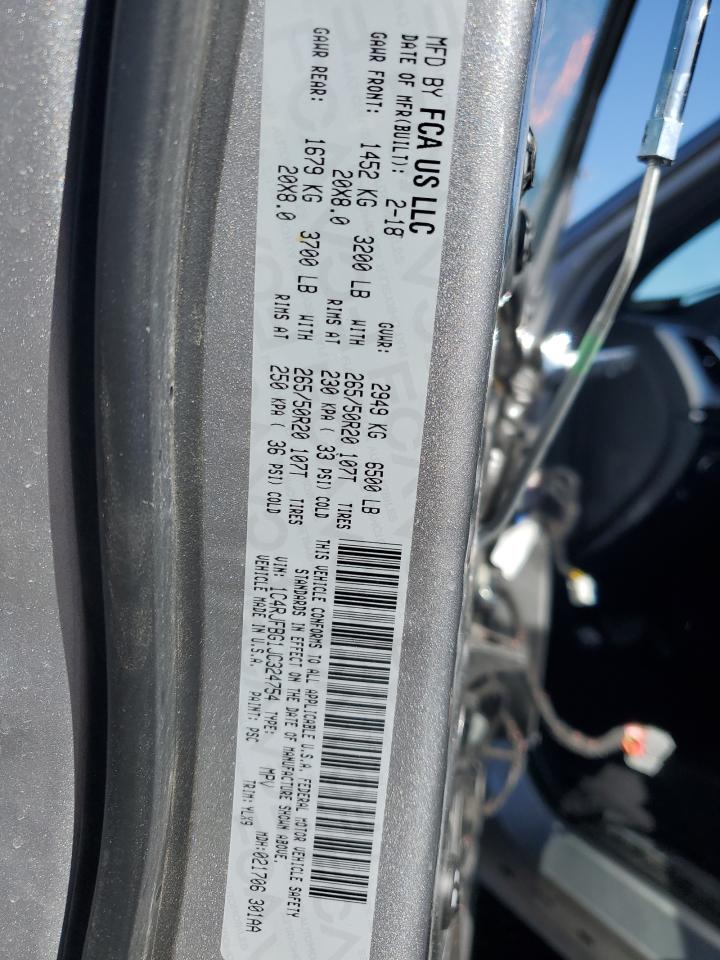 MFD BY FCA US LLC
DATE OF MFR(BUILT): 2-18 GVWR: 2949 KG 6500 LB
GAWR FRONT: 1452 KG 3200 LB WITH 265/50R20 107T TIRES
20X8.0 RIMS AT 230 KPA ( 33 PSI) COLD
GAWR REAR: 1679 KG 3700 LB WITH 265/50R20 107T TIRES
20X8.0 RIMS AT 250 KPA ( 36 PSI) COLD
THIS VEHICLE CONFORMS TO ALL APPLICABLE U.S.A. FEDERAL MOTOR VEHICLE SAFETY
STANDARDS IN EFFECT ON THE DATE OF MANUFACTURE SHOWN ABOVE.
VIN: 1C4RJFBG1JC324754 TYPE: MPV MDH:021706 301AA
VEHICLE MADE IN U.S.A. PAINT: PSC TRIM: YLX9